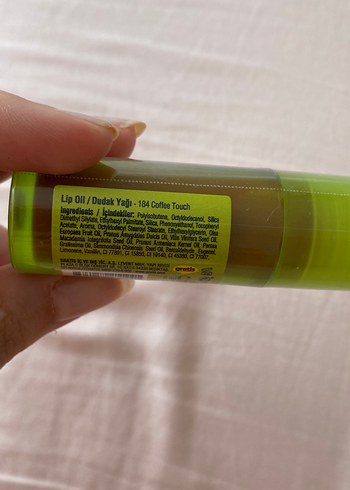 Lip Oil / Dudak Yağı - 184 Coffee Touch
Ingredients / İçindekiler: Polyisobutene, Octyldodecanol, Silica
Dimethyl Silylate, Ethylhexyl Palmitate, Silica, Phenoxyethanol, Tocopheryl
Acetate, Aroma, Octyldodecyl Stearoyl Stearate, Ethylhexylglycerin, Olea
Europaea Fruit Oil, Prunus Amygdalus Dulcis Oil, Vitis Vinifera Seed Oil,
Macadamia Integrifolia Seed Oil, Prunus Armeniaca Kernel Oil, Persea
Gratissima Oil, Simmondsia Chinensis Seed Oil, Benzaldehyde, Eugenol,
Limonene, Vanillin, CI 77891, CI 15850, CI 19140, CI 45380, CI 77007.
gratis